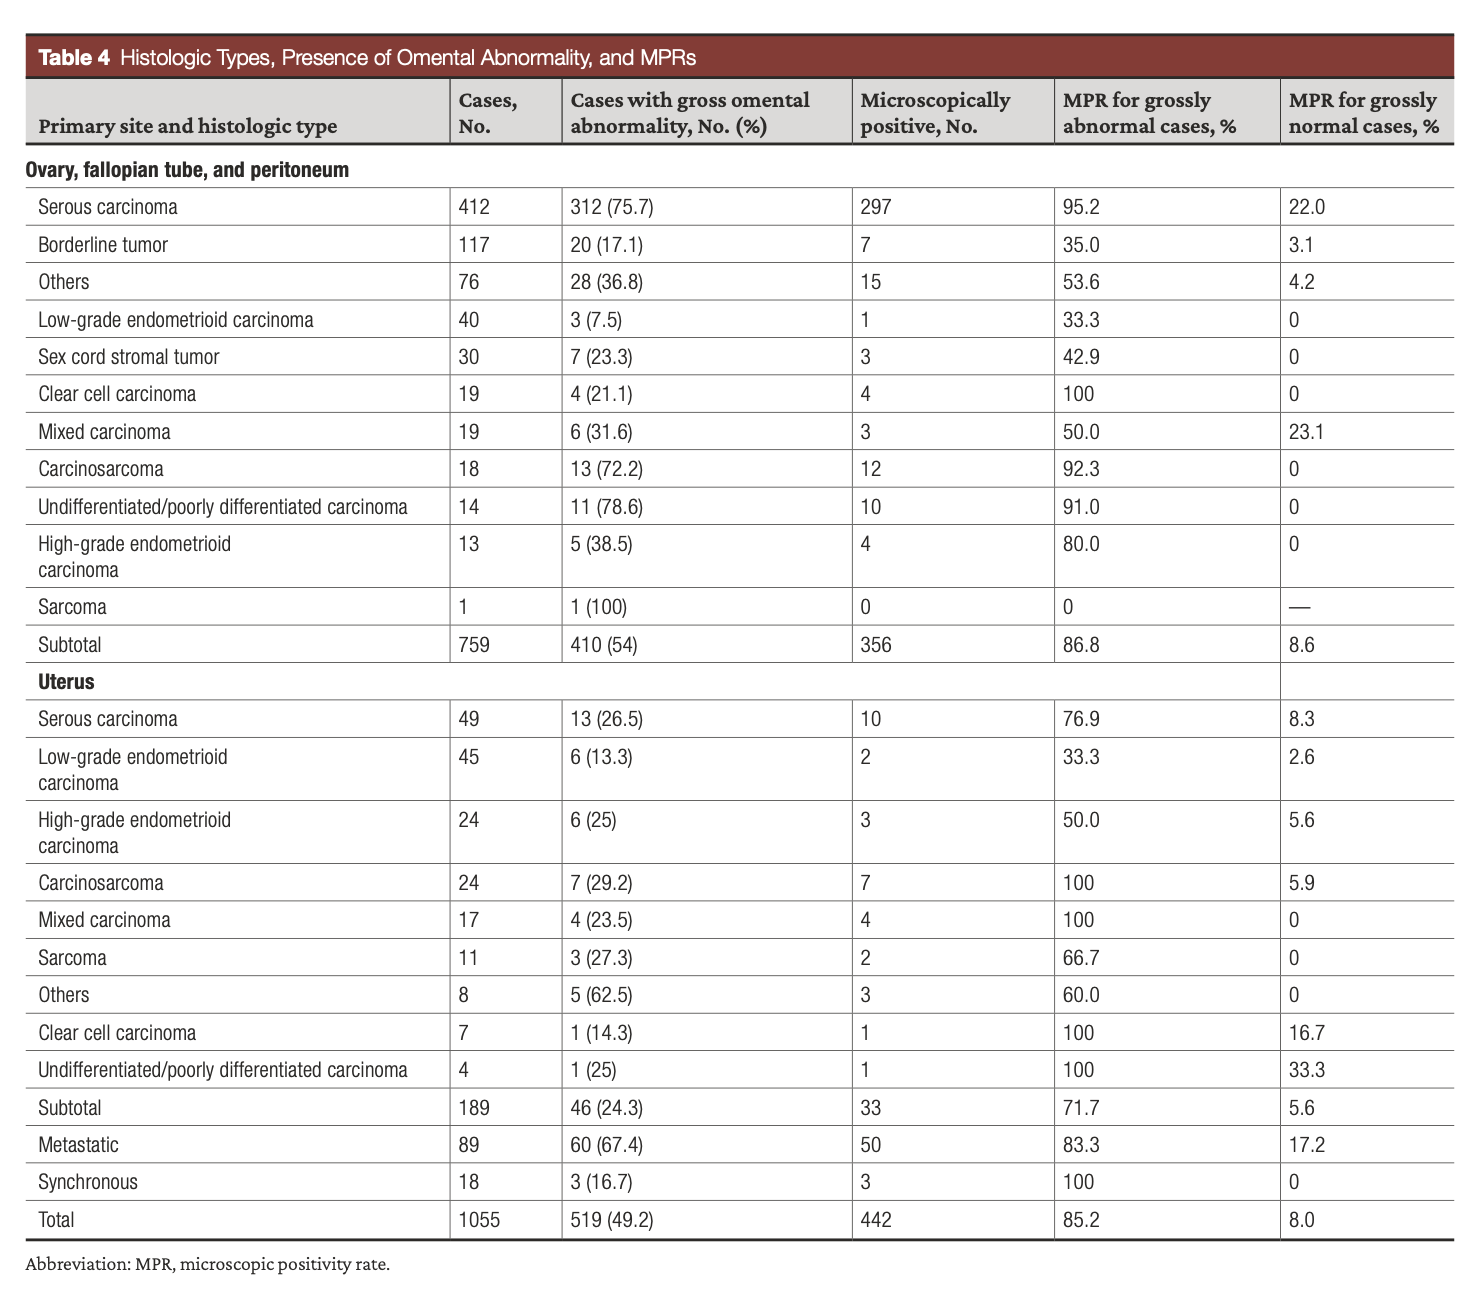 Table 4 Histologic Types, Presence of Omental Abnormality, and MPRs
Primary site and histologic type | Cases, No. | Cases with gross omental abnormality, No. (%) | Microscopically positive, No. | MPR for grossly abnormal cases, % | MPR for grossly normal cases, %
Ovary, fallopian tube, and peritoneum
Serous carcinoma | 412 | 312 (75.7) | 297 | 95.2 | 22.0
Borderline tumor | 117 | 20 (17.1) | 7 | 35.0 | 3.1
Others | 76 | 28 (36.8) | 15 | 53.6 | 4.2
Low-grade endometrioid carcinoma | 40 | 3 (7.5) | 1 | 33.3 | 0
Sex cord stromal tumor | 30 | 7 (23.3) | 3 | 42.9 | 0
Clear cell carcinoma | 19 | 4 (21.1) | 4 | 100 | 0
Mixed carcinoma | 19 | 6 (31.6) | 3 | 50.0 | 23.1
Carcinosarcoma | 18 | 13 (72.2) | 12 | 92.3 | 0
Undifferentiated/poorly differentiated carcinoma | 14 | 11 (78.6) | 10 | 91.0 | 0
High-grade endometrioid carcinoma | 13 | 5 (38.5) | 4 | 80.0 | 0
Sarcoma | 1 | 1 (100) | 0 | 0 | —
Subtotal | 759 | 410 (54) | 356 | 86.8 | 8.6
Uterus
Serous carcinoma | 49 | 13 (26.5) | 10 | 76.9 | 8.3
Low-grade endometrioid carcinoma | 45 | 6 (13.3) | 2 | 33.3 | 2.6
High-grade endometrioid carcinoma | 24 | 6 (25) | 3 | 50.0 | 5.6
Carcinosarcoma | 24 | 7 (29.2) | 7 | 100 | 5.9
Mixed carcinoma | 17 | 4 (23.5) | 4 | 100 | 0
Sarcoma | 11 | 3 (27.3) | 2 | 66.7 | 0
Others | 8 | 5 (62.5) | 3 | 60.0 | 0
Clear cell carcinoma | 7 | 1 (14.3) | 1 | 100 | 16.7
Undifferentiated/poorly differentiated carcinoma | 4 | 1 (25) | 1 | 100 | 33.3
Subtotal | 189 | 46 (24.3) | 33 | 71.7 | 5.6
Metastatic | 89 | 60 (67.4) | 50 | 83.3 | 17.2
Synchronous | 18 | 3 (16.7) | 3 | 100 | 0
Total | 1055 | 519 (49.2) | 442 | 85.2 | 8.0
Abbreviation: MPR, microscopic positivity rate.